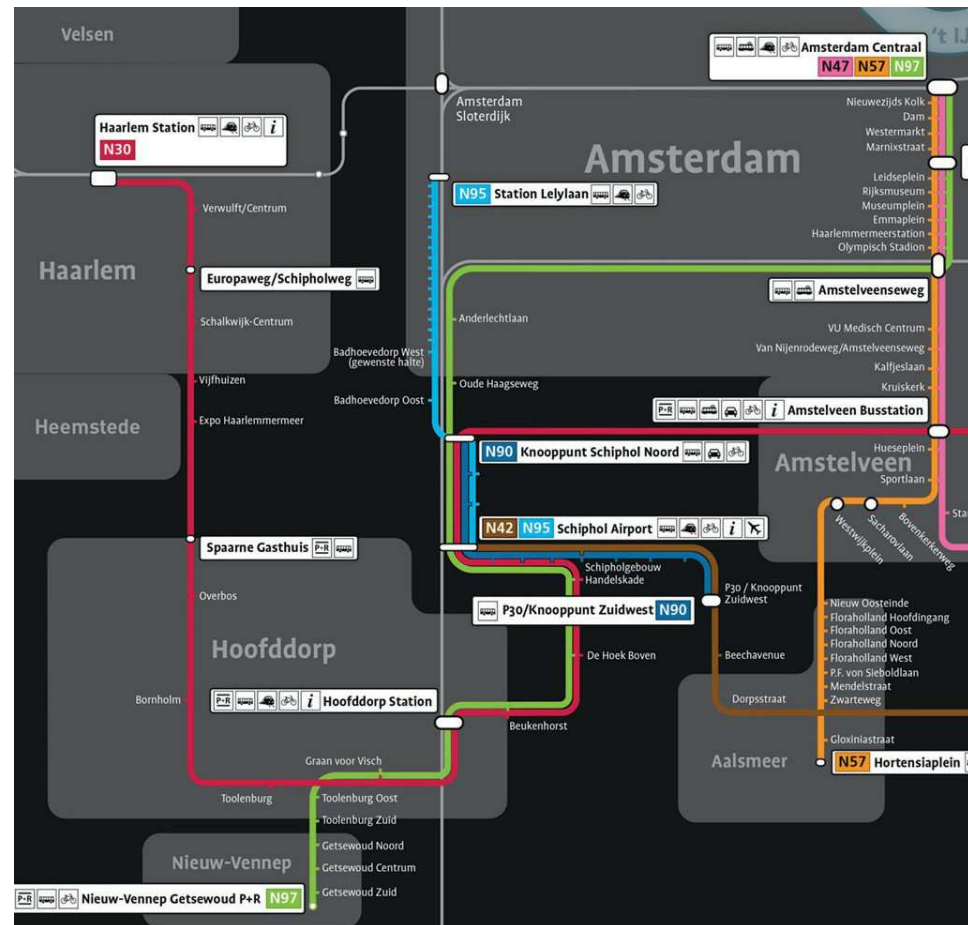 Velsen
't IJ
Amsterdam Centraal
N47 N57 N97
Amsterdam
Sloterdijk
Nieuwezijds Kolk
Dam
Westermarkt
Marnixstraat
Haarlem Station i
N30
Amsterdam
Leidseplein
Rijksmuseum
Museumplein
Emmaplein
Haarlemmermeerstation
Olympisch Stadion
N95 Station Lelylaan
Verwulft/Centrum
Haarlem
Europaweg/Schipholweg
Amstelveenseweg
Anderlechtlaan
Schalkwijk-Centrum
VU Medisch Centrum
Van Nijenrodeweg/Amstelveenseweg
Kalfjeslaan
Kruiskerk
Badhoevedorp West
(gewenste halte)
Vijfhuizen
Oude Haagseweg
Badhoevedorp Oost
P+R i Amstelveen Busstation
Heemstede
Expo Haarlemmermeer
N90 Knooppunt Schiphol Noord
Hueseplein
Amstelveen
Sportlaan
Westwijkplein
Sacharovlaan
Bovenkerkerweg
Sta
N42 N95 Schiphol Airport i
Spaarne Gasthuis P+R
Schipholgebouw
Handelskade
P30 / Knooppunt
Zuidwest
Overbos
P30/Knooppunt Zuidwest N90
Nieuw Oosteinde
Floraholland Hoofdingang
Floraholland Oost
Floraholland Noord
Floraholland West
P.F. von Sieboldlaan
Mendelstraat
Zwarteweg
Hoofddorp
De Hoek Boven
Beechavenue
Bornholm
P+R i Hoofddorp Station
Dorpsstraat
Beukenhorst
Gloxiniastraat
Graan voor Visch
Aalsmeer
N57 Hortensiaplein
Toolenburg
Toolenburg Oost
Toolenburg Zuid
Getsewoud Noord
Nieuw-Vennep
Getsewoud Centrum
Getsewoud Zuid
P+R Nieuw-Vennep Getsewoud P+R N97